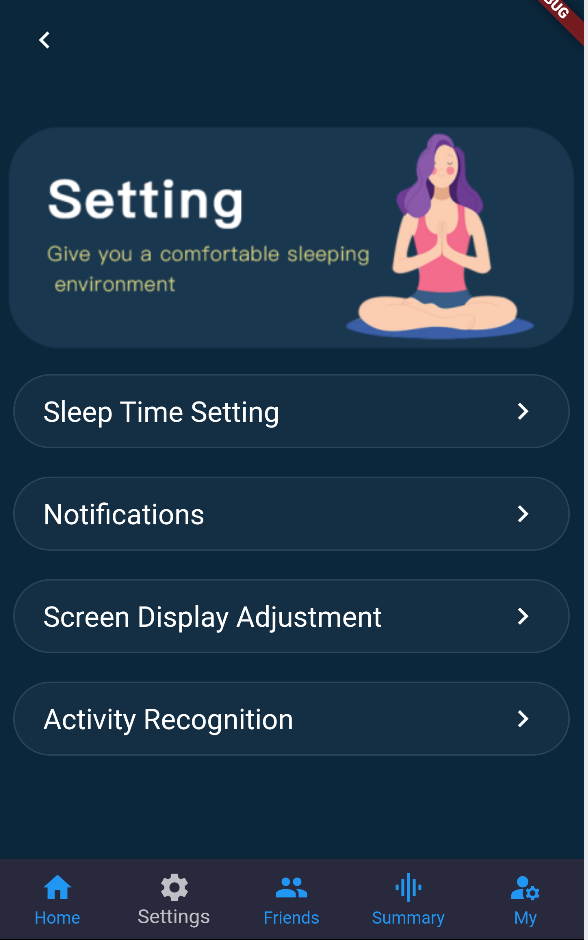 Setting
Give you a comfortable sleeping
environment
Sleep Time Setting
Notifications
Screen Display Adjustment
Activity Recognition
Home
Settings
Friends
Summary
My